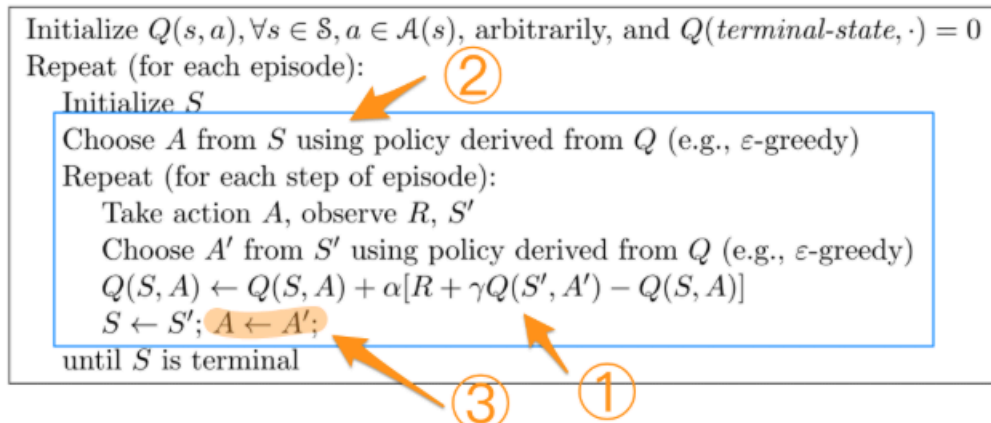 Initialize Q(s, a), ∀s ∈ S, a ∈ A(s), arbitrarily, and Q(terminal-state, ·) = 0
Repeat (for each episode):
②
Initialize S
Choose A from S using policy derived from Q (e.g., ε-greedy)
Repeat (for each step of episode):
Take action A, observe R, S′
Choose A′ from S′ using policy derived from Q (e.g., ε-greedy)
Q(S, A) ← Q(S, A) + α[R + γQ(S′, A′) − Q(S, A)]
S ← S′; A ← A′;
until S is terminal
③ ①